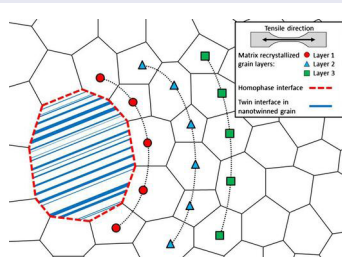 Tensile direction
Matrix recrystallized
grain layers:
Layer 1
Layer 2
Layer 3
Homophase interface
Twin interface in
nanotwinned grain